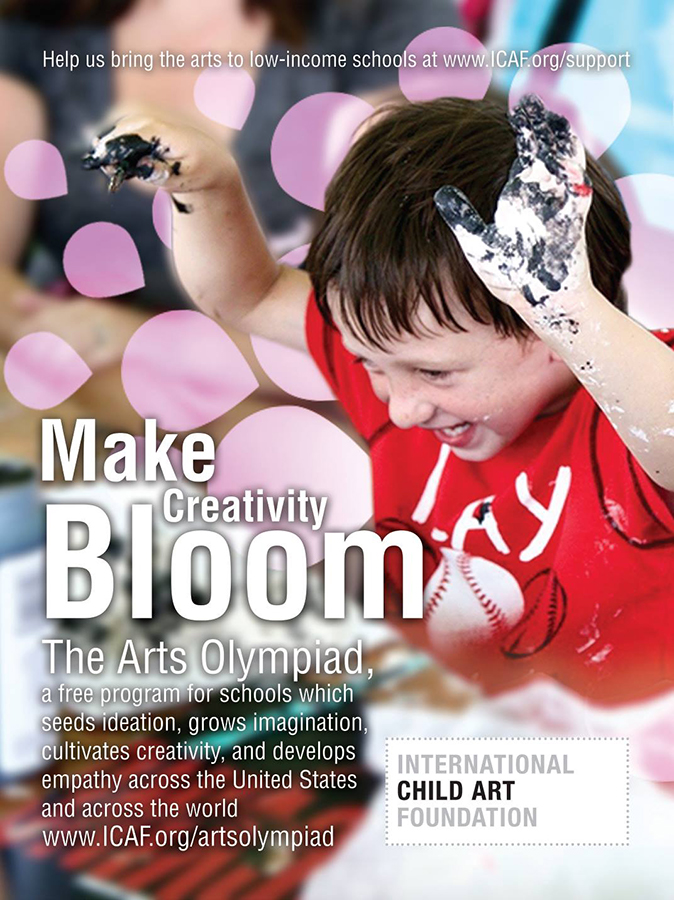 Help us bring the arts to low-income schools at www.ICAF.org/support
Make
Creativity
Bloom
The Arts Olympiad,
a free program for schools which
seeds ideation, grows imagination,
cultivates creativity, and develops
empathy across the United States
and across the world
www.ICAF.org/artsolympiad
INTERNATIONAL
CHILD ART
FOUNDATION